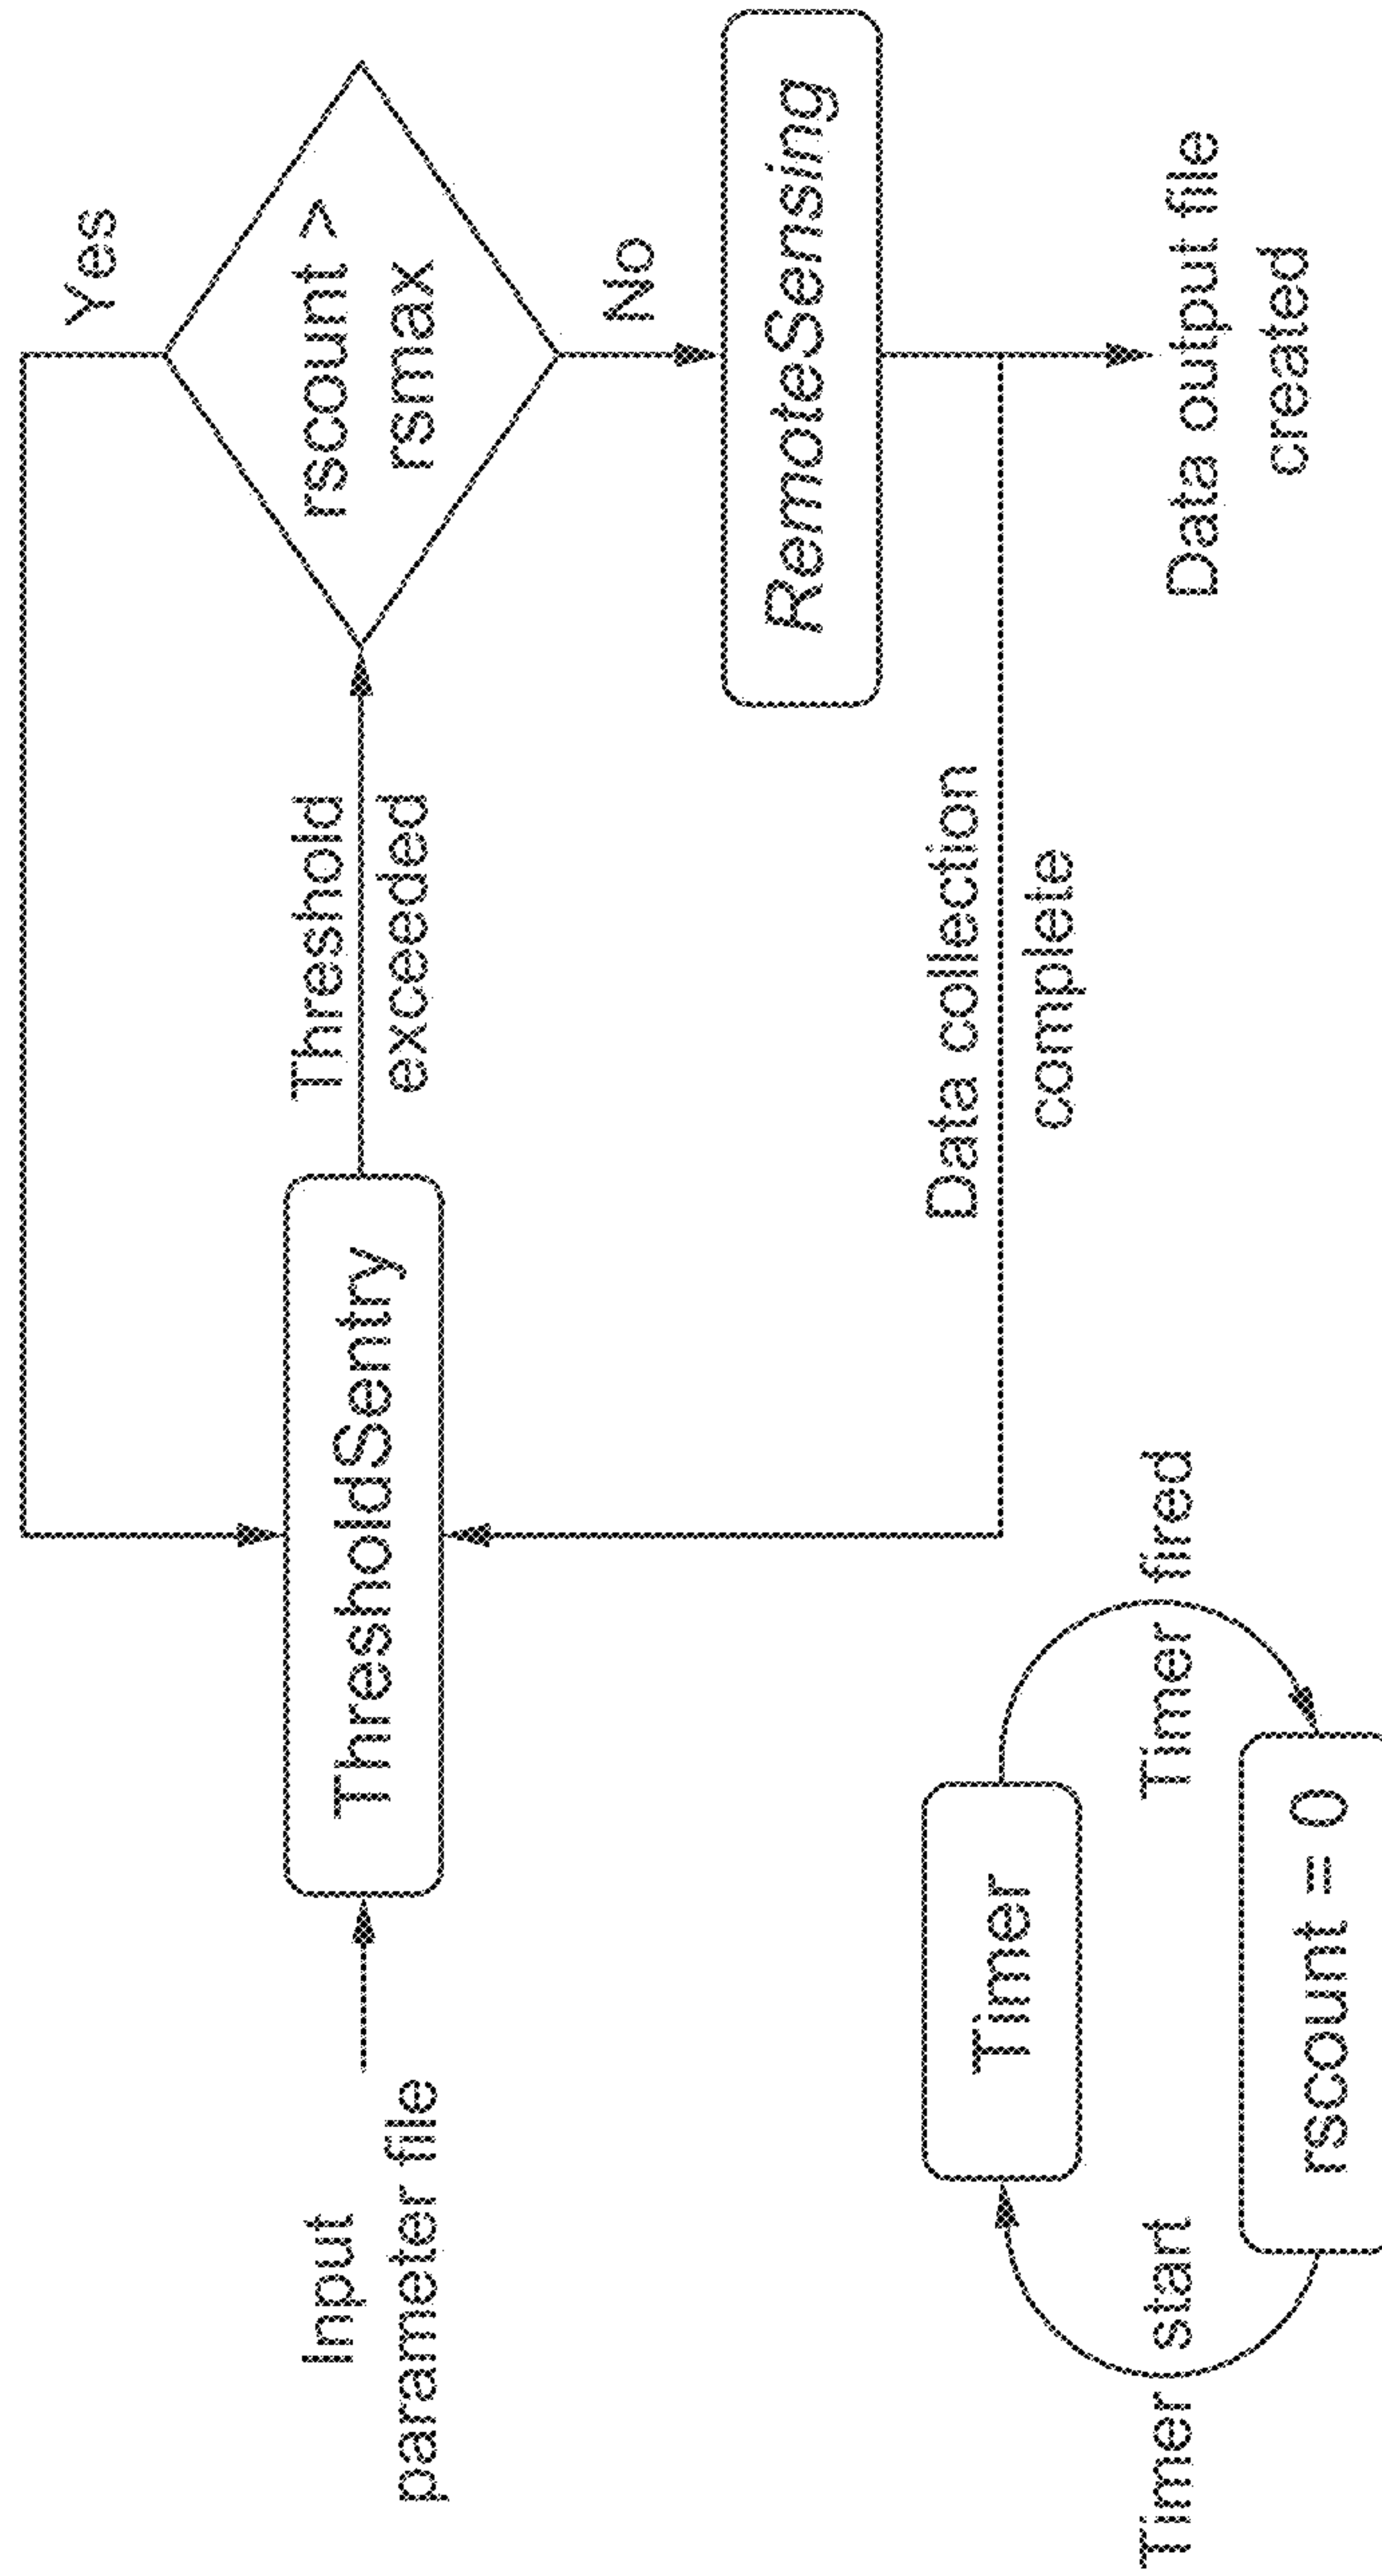 Yes
Input
parameter file
ThresholdSentry
Threshold
exceeded
rscount >
rsmax
No
RemoteSensing
Data collection
complete
Data output file
created
Timer
Timer start
Timer fired
rscount = 0